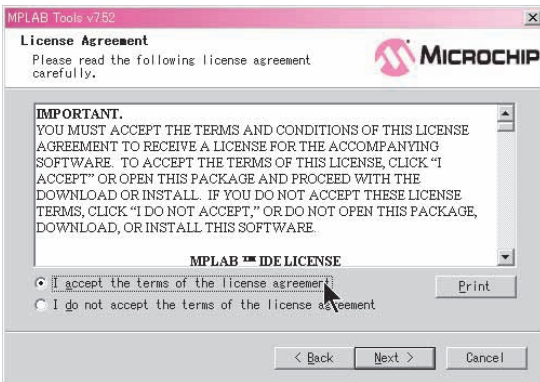 MPLAB Tools v7.52
License Agreement
Please read the following license agreement
carefully.
MICROCHIP
IMPORTANT.
YOU MUST ACCEPT THE TERMS AND CONDITIONS OF THIS LICENSE
AGREEMENT TO RECEIVE A LICENSE FOR THE ACCOMPANYING
SOFTWARE. TO ACCEPT THE TERMS OF THIS LICENSE, CLICK “I
ACCEPT” OR OPEN THIS PACKAGE AND PROCEED WITH THE
DOWNLOAD OR INSTALL. IF YOU DO NOT ACCEPT THESE LICENSE
TERMS, CLICK “I DO NOT ACCEPT,” OR DO NOT OPEN THIS PACKAGE,
DOWNLOAD, OR INSTALL THIS SOFTWARE.
MPLAB ™ IDE LICENSE
I accept the terms of the license agreement
Print
I do not accept the terms of the license agreement
< Back
Next >
Cancel